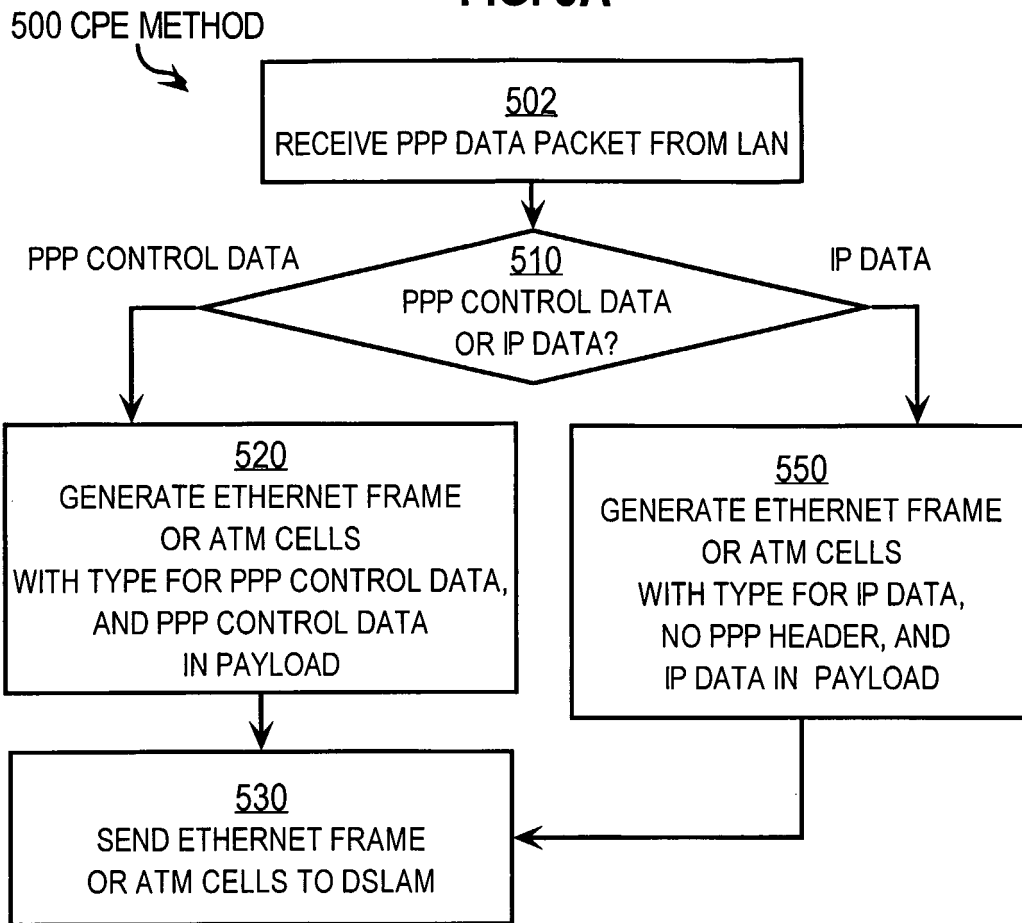 500 CPE METHOD
502
RECEIVE PPP DATA PACKET FROM LAN
PPP CONTROL DATA
510
PPP CONTROL DATA
OR IP DATA?
IP DATA
520
GENERATE ETHERNET FRAME
OR ATM CELLS
WITH TYPE FOR PPP CONTROL DATA,
AND PPP CONTROL DATA
IN PAYLOAD
550
GENERATE ETHERNET FRAME
OR ATM CELLS
WITH TYPE FOR IP DATA,
NO PPP HEADER, AND
IP DATA IN PAYLOAD
530
SEND ETHERNET FRAME
OR ATM CELLS TO DSLAM